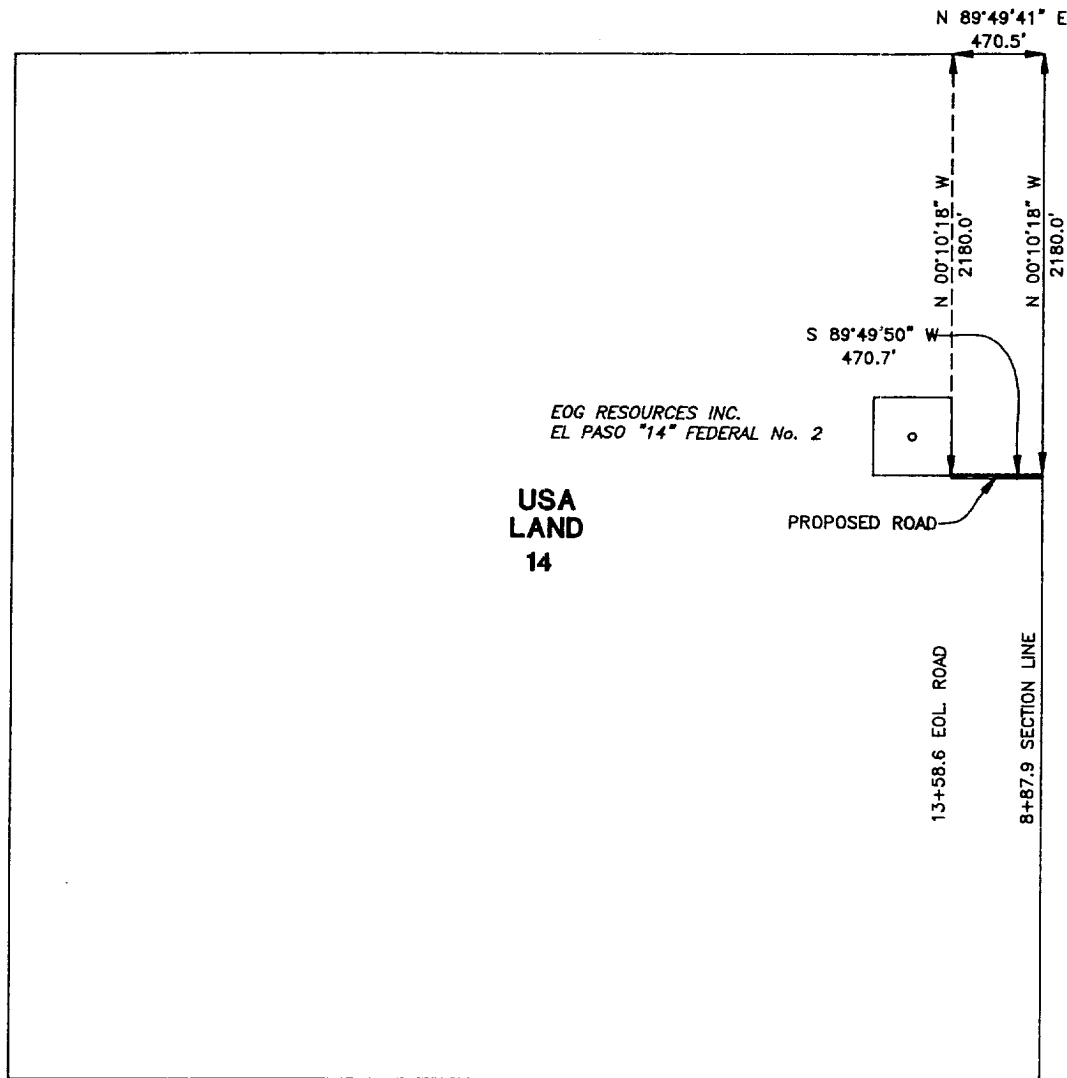 N 89°49'41" E
470.5'
N 00°10'18" W
2180.0'
N 00°10'18" W
2180.0'
S 89°49'50" W
470.7'
EOG RESOURCES INC.
EL PASO "14" FEDERAL No. 2
USA
LAND
14
PROPOSED ROAD
13+58.6 EOL ROAD
8+87.9 SECTION LINE